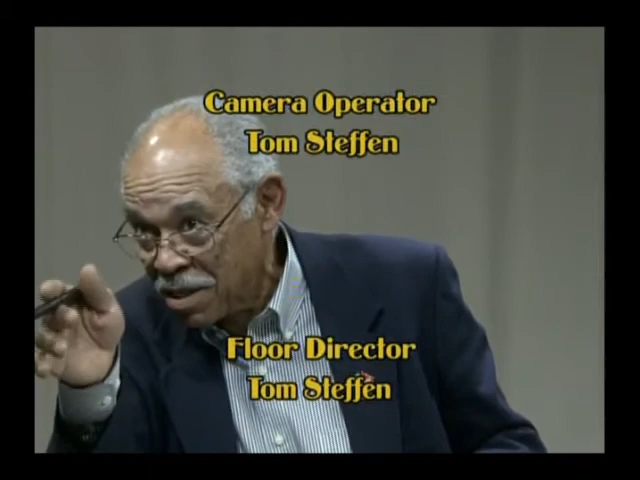 Camera Operator
Tom Steffen
Floor Director
Tom Steffen